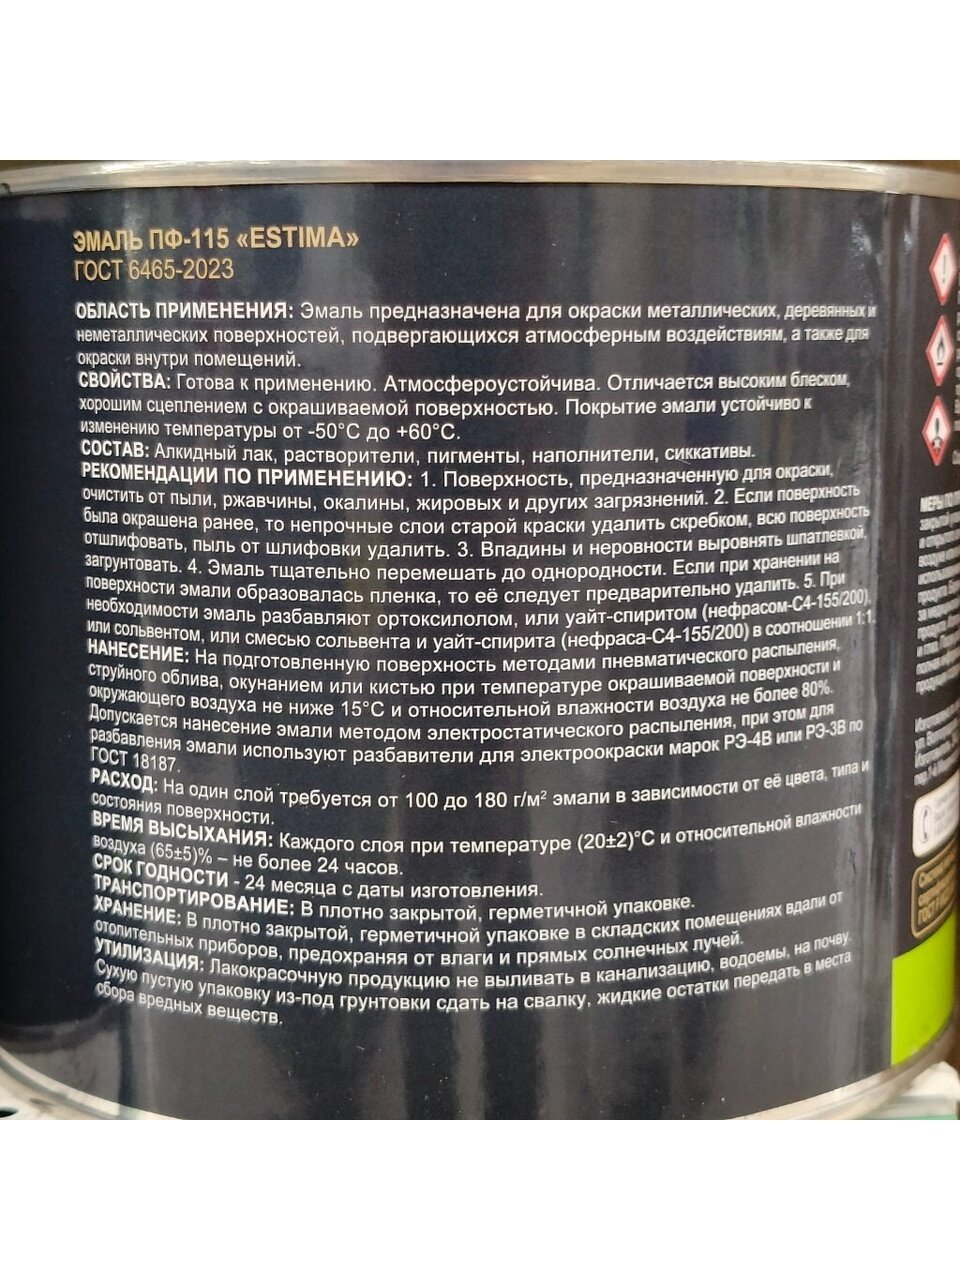 ЭМАЛЬ ПФ-115 «ESTIMA»
ГОСТ 6465-2023
ОБЛАСТЬ ПРИМЕНЕНИЯ: Эмаль предназначена для окраски металлических, деревянных и
неметаллических поверхностей, подвергающихся атмосферным воздействиям, а также для
окраски внутри помещений.
СВОЙСТВА: Готова к применению. Атмосфероустойчива. Отличается высоким блеском,
хорошим сцеплением с окрашиваемой поверхностью. Покрытие эмали устойчиво к
изменению температуры от -50°С до +60°С.
СОСТАВ: Алкидный лак, растворители, пигменты, наполнители, сиккативы.
РЕКОМЕНДАЦИИ ПО ПРИМЕНЕНИЮ: 1. Поверхность, предназначенную для окраски,
очистить от пыли, ржавчины, окалины, жировых и других загрязнений. 2. Если поверхность
была окрашена ранее, то непрочные слои старой краски удалить скребком, всю поверхность
отшлифовать, пыль от шлифовки удалить. 3. Впадины и неровности выровнять шпатлевкой,
загрунтовать. 4. Эмаль тщательно перемешать до однородности. Если при хранении на
поверхности эмали образовалась пленка, то её следует предварительно удалить. 5. При
необходимости эмаль разбавляют ортоксилолом, или уайт-спиритом (нефрасом-С4-155/200),
или сольвентом, или смесью сольвента и уайт-спирита (нефраса-С4-155/200) в соотношении 1:1.
НАНЕСЕНИЕ: На подготовленную поверхность методами пневматического распыления,
струйного облива, окунанием или кистью при температуре окрашиваемой поверхности и
окружающего воздуха не ниже 15°С и относительной влажности воздуха не более 80%.
Допускается нанесение эмали методом электростатического распыления, при этом для
разбавления эмали используют разбавители для электроокраски марок РЭ-4В или РЭ-3В по
ГОСТ 18187.
РАСХОД: На один слой требуется от 100 до 180 г/м² эмали в зависимости от её цвета, типа и
состояния поверхности.
ВРЕМЯ ВЫСЫХАНИЯ: Каждого слоя при температуре (20±2)°С и относительной влажности
воздуха (65±5)% – не более 24 часов.
СРОК ГОДНОСТИ - 24 месяца с даты изготовления.
ТРАНСПОРТИРОВАНИЕ: В плотно закрытой, герметичной упаковке.
ХРАНЕНИЕ: В плотно закрытой, герметичной упаковке в складских помещениях вдали от
отопительных приборов, предохраняя от влаги и прямых солнечных лучей.
УТИЛИЗАЦИЯ: Лакокрасочную продукцию не выливать в канализацию, водоемы, на почву.
Сухую пустую упаковку из-под грунтовки сдать на свалку, жидкие остатки передать в места
сбора вредных веществ.